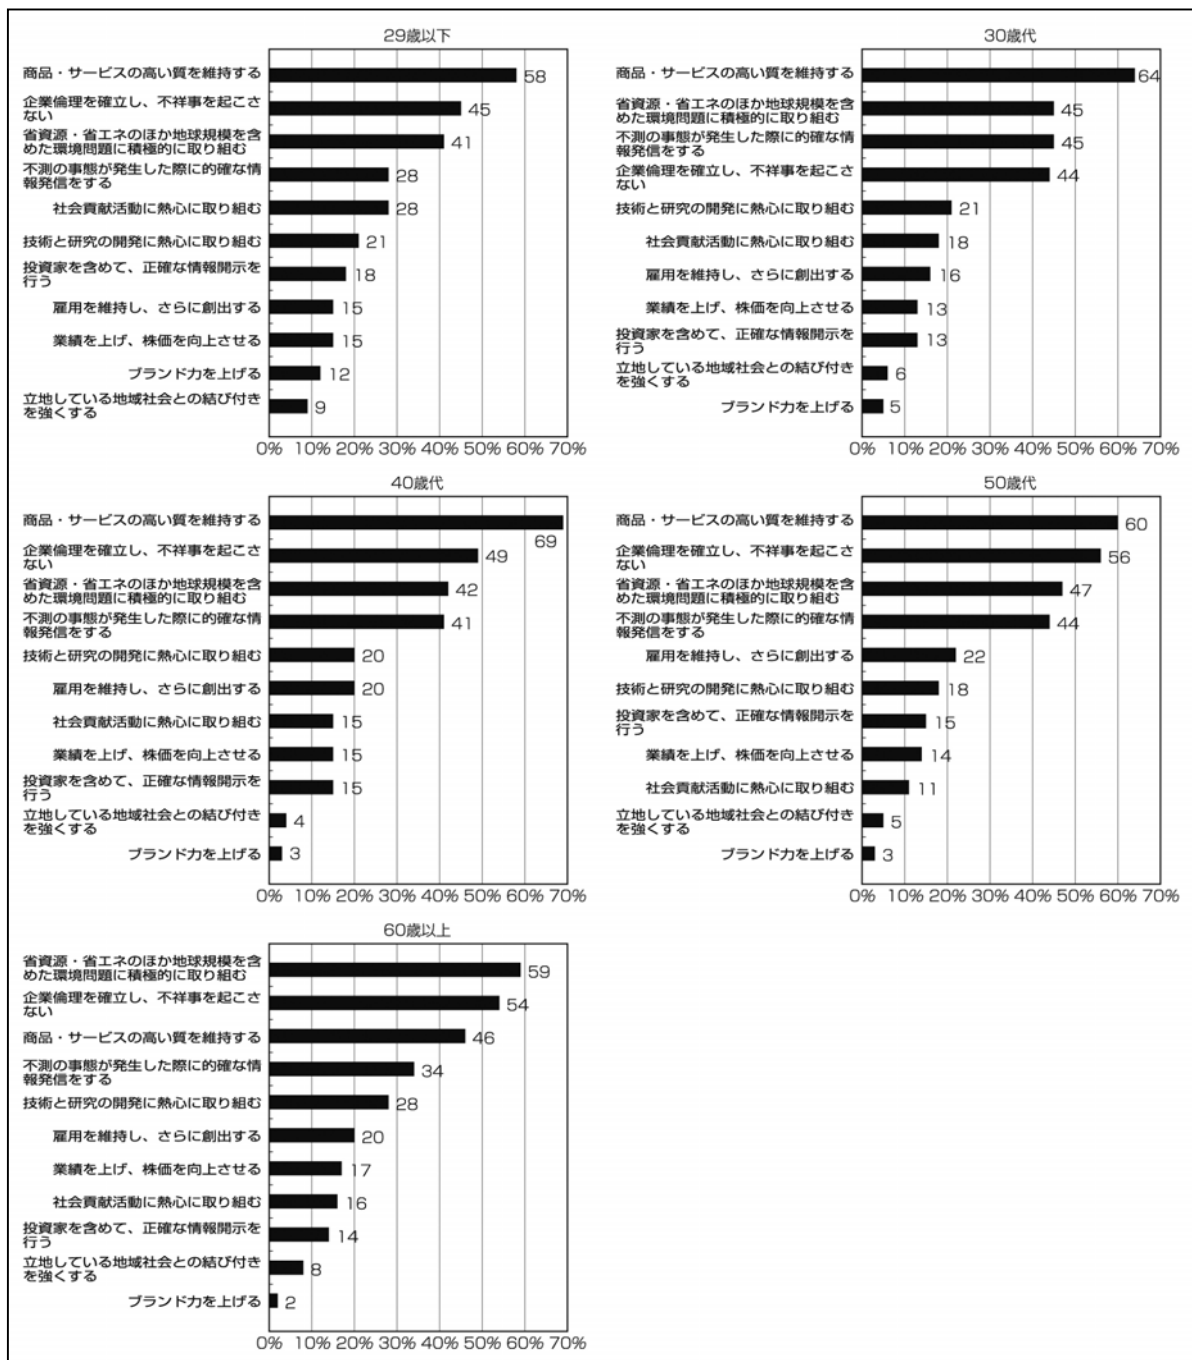 29歳以下
商品・サービスの高い質を維持する
58
企業倫理を確立し、不祥事を起こさ
ない
45
省資源・省エネのほか地球規模を含
めた環境問題に積極的に取り組む
41
不測の事態が発生した際に的確な情
報発信をする
28
社会貢献活動に熱心に取り組む
28
技術と研究の開発に熱心に取り組む
21
投資家を含めて、正確な情報開示を
行う
18
雇用を維持し、さらに創出する
15
業績を上げ、株価を向上させる
15
ブランド力を上げる
12
立地している地域社会との結び付き
を強くする
9
0% 10% 20% 30% 40% 50% 60% 70%
30歳代
商品・サービスの高い質を維持する
64
省資源・省エネのほか地球規模を含
めた環境問題に積極的に取り組む
45
不測の事態が発生した際に的確な情
報発信をする
45
企業倫理を確立し、不祥事を起こさ
ない
44
技術と研究の開発に熱心に取り組む
21
社会貢献活動に熱心に取り組む
18
雇用を維持し、さらに創出する
16
業績を上げ、株価を向上させる
13
投資家を含めて、正確な情報開示を
行う
13
立地している地域社会との結び付き
を強くする
6
ブランド力を上げる
5
0% 10% 20% 30% 40% 50% 60% 70%
40歳代
商品・サービスの高い質を維持する
69
企業倫理を確立し、不祥事を起こさ
ない
49
省資源・省エネのほか地球規模を含
めた環境問題に積極的に取り組む
42
不測の事態が発生した際に的確な情
報発信をする
41
技術と研究の開発に熱心に取り組む
20
雇用を維持し、さらに創出する
20
社会貢献活動に熱心に取り組む
15
業績を上げ、株価を向上させる
15
投資家を含めて、正確な情報開示を
行う
15
立地している地域社会との結び付き
を強くする
4
ブランド力を上げる
3
0% 10% 20% 30% 40% 50% 60% 70%
50歳代
商品・サービスの高い質を維持する
60
企業倫理を確立し、不祥事を起こさ
ない
56
省資源・省エネのほか地球規模を含
めた環境問題に積極的に取り組む
47
不測の事態が発生した際に的確な情
報発信をする
44
雇用を維持し、さらに創出する
22
技術と研究の開発に熱心に取り組む
18
投資家を含めて、正確な情報開示を
行う
15
業績を上げ、株価を向上させる
14
社会貢献活動に熱心に取り組む
11
立地している地域社会との結び付き
を強くする
5
ブランド力を上げる
3
0% 10% 20% 30% 40% 50% 60% 70%
60歳以上
省資源・省エネのほか地球規模を含
めた環境問題に積極的に取り組む
59
企業倫理を確立し、不祥事を起こさ
ない
54
商品・サービスの高い質を維持する
46
不測の事態が発生した際に的確な情
報発信をする
34
技術と研究の開発に熱心に取り組む
28
雇用を維持し、さらに創出する
20
業績を上げ、株価を向上させる
17
社会貢献活動に熱心に取り組む
16
投資家を含めて、正確な情報開示を
行う
14
立地している地域社会との結び付き
を強くする
8
ブランド力を上げる
2
0% 10% 20% 30% 40% 50% 60% 70%